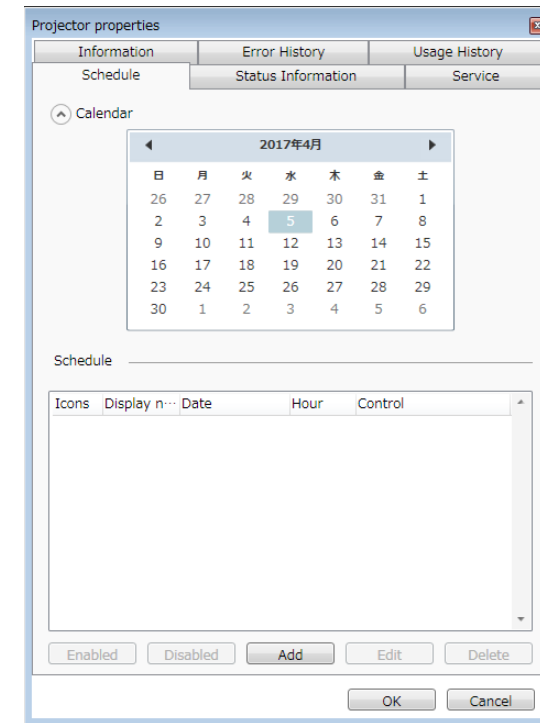 Projector properties
Information Error History Usage History
Schedule Status Information Service
Calendar
2017年4月
日 月 火 水 木 金 土
26 27 28 29 30 31 1
2 3 4 5 6 7 8
9 10 11 12 13 14 15
16 17 18 19 20 21 22
23 24 25 26 27 28 29
30 1 2 3 4 5 6
Schedule
Icons Display n… Date Hour Control
Enabled Disabled Add Edit Delete
OK Cancel